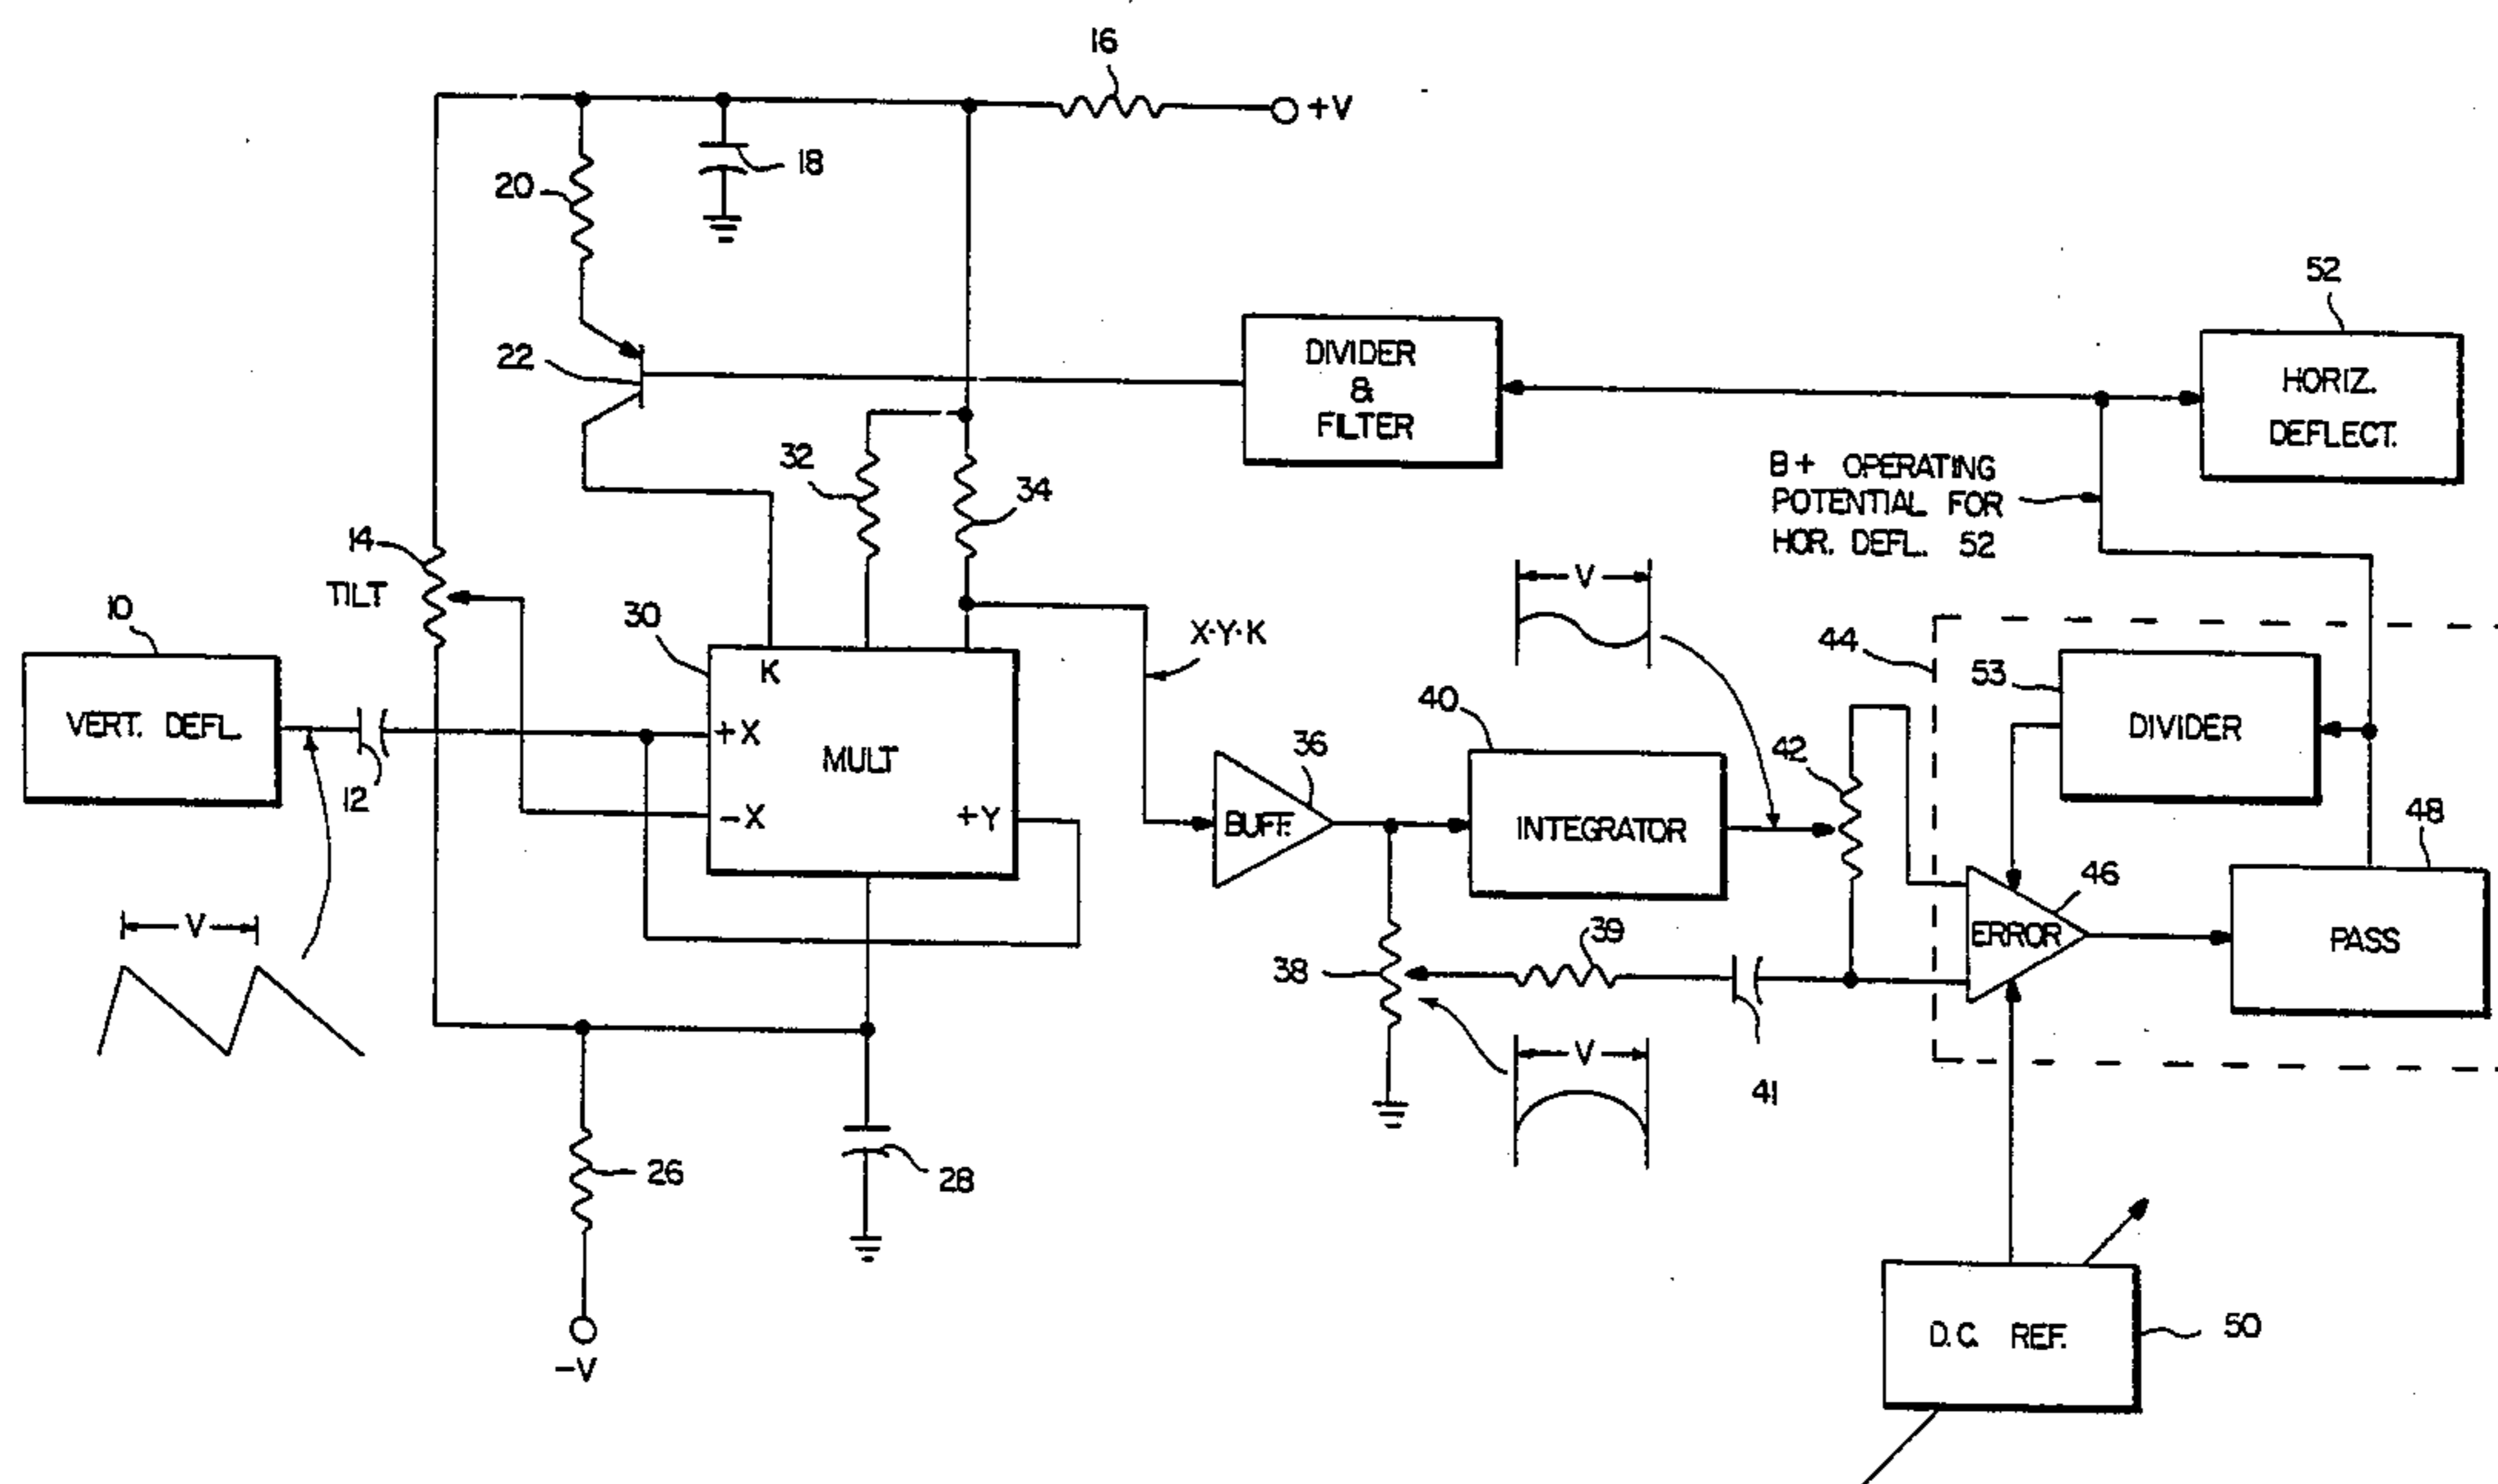 16
+V
18
20
52
22
DIVIDER
&
FILTER
HORIZ.
DEFLECT.
32
34
B+ OPERATING
POTENTIAL FOR
HOR. DEFL. 52
14
TILT
V
10
30
X·Y·K
44
53
K
40
VERT. DEFL.
+X
MULT
36
42
DIVIDER
12
-X
+Y
BUFF.
INTEGRATOR
48
46
V
39
ERROR
PASS
38
V
41
26
28
D.C. REF.
50
-V